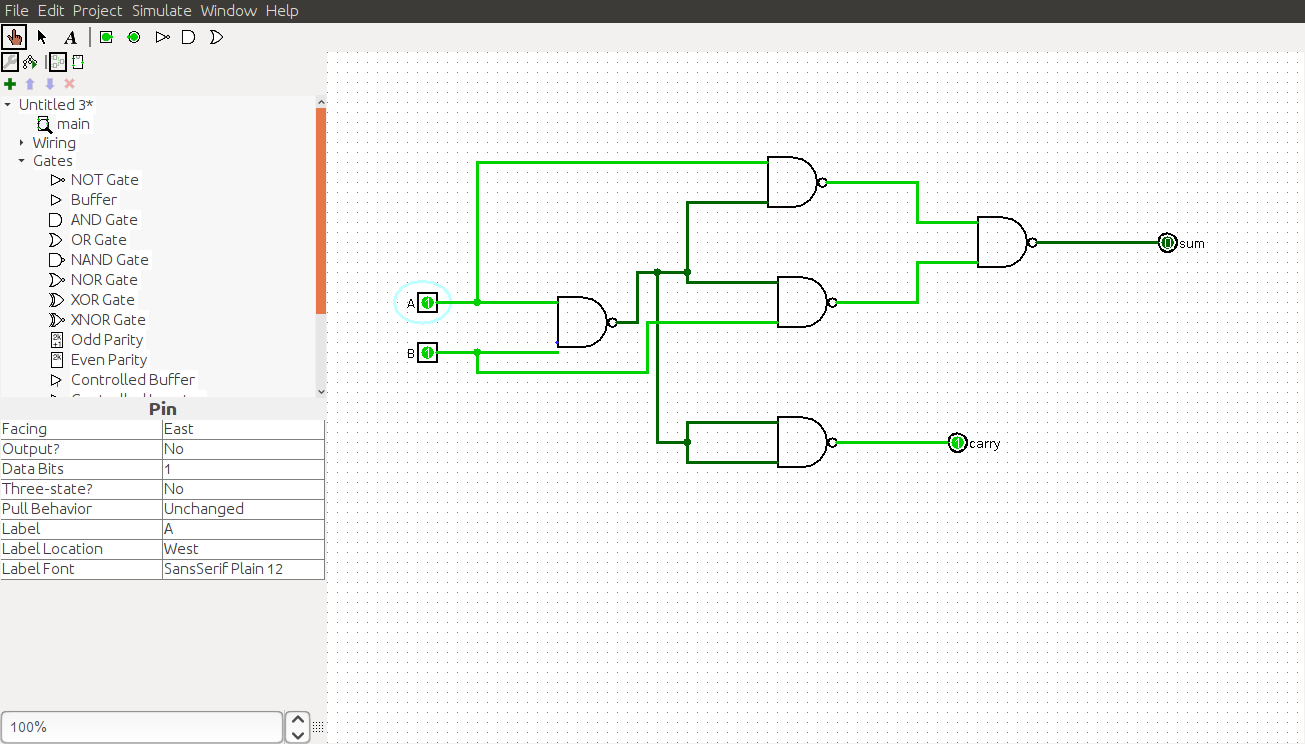 File Edit Project Simulate Window Help
A
Untitled 3*
main
Wiring
Gates
NOT Gate
Buffer
AND Gate
OR Gate
NAND Gate
NOR Gate
XOR Gate
XNOR Gate
Odd Parity
Even Parity
Controlled Buffer
Pin
Facing East
Output? No
Data Bits 1
Three-state? No
Pull Behavior Unchanged
Label A
Label Location West
Label Font SansSerif Plain 12
100%
A 1
B 1
0 sum
1 carry